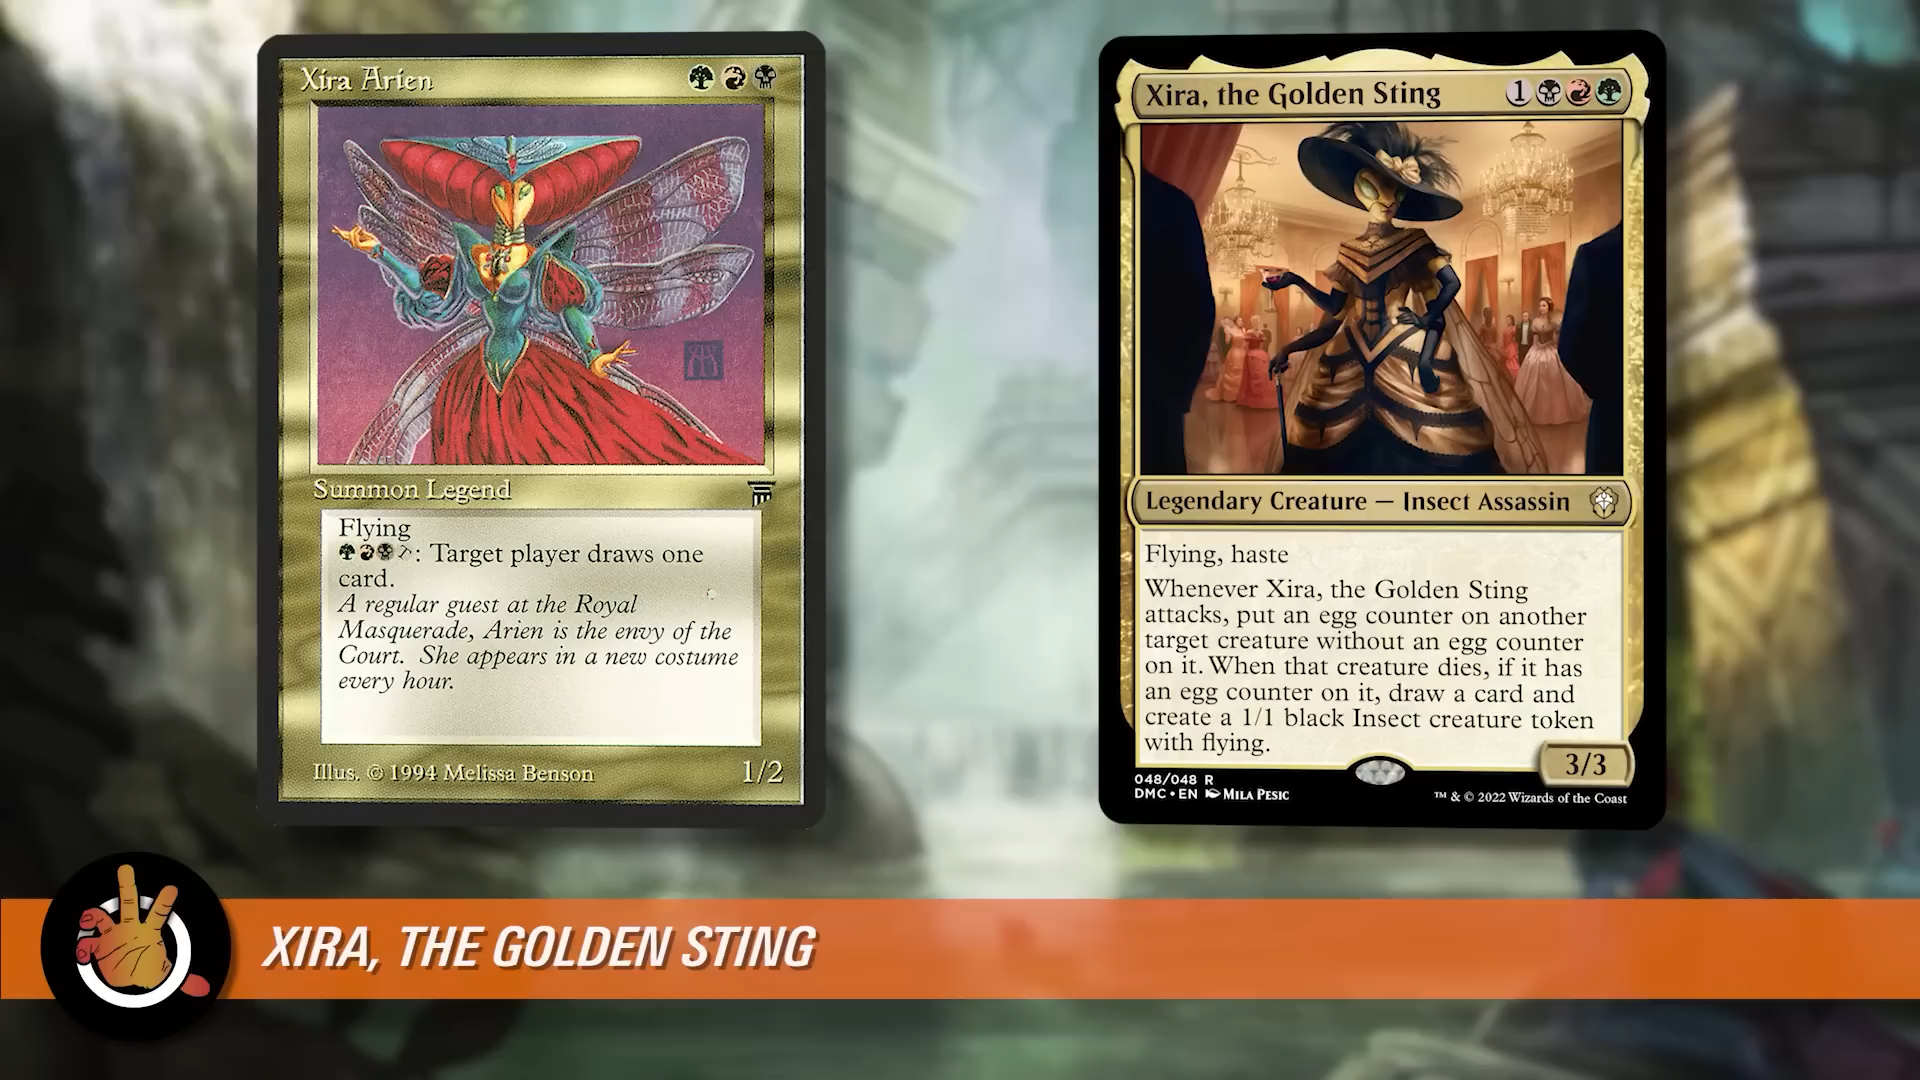 Xira Arien
Summon Legend
Flying
: Target player draws one
card.
A regular guest at the Royal
Masquerade, Arien is the envy of the
Court. She appears in a new costume
every hour.
Illus. © 1994 Melissa Benson
1/2
Xira, the Golden Sting
1
Legendary Creature — Insect Assassin
Flying, haste
Whenever Xira, the Golden Sting
attacks, put an egg counter on another
target creature without an egg counter
on it. When that creature dies, if it has
an egg counter on it, draw a card and
create a 1/1 black Insect creature token
with flying.
3/3
048/048 R
DMC • EN MILA PESIC
™ & © 2022 Wizards of the Coast
XIRA, THE GOLDEN STING